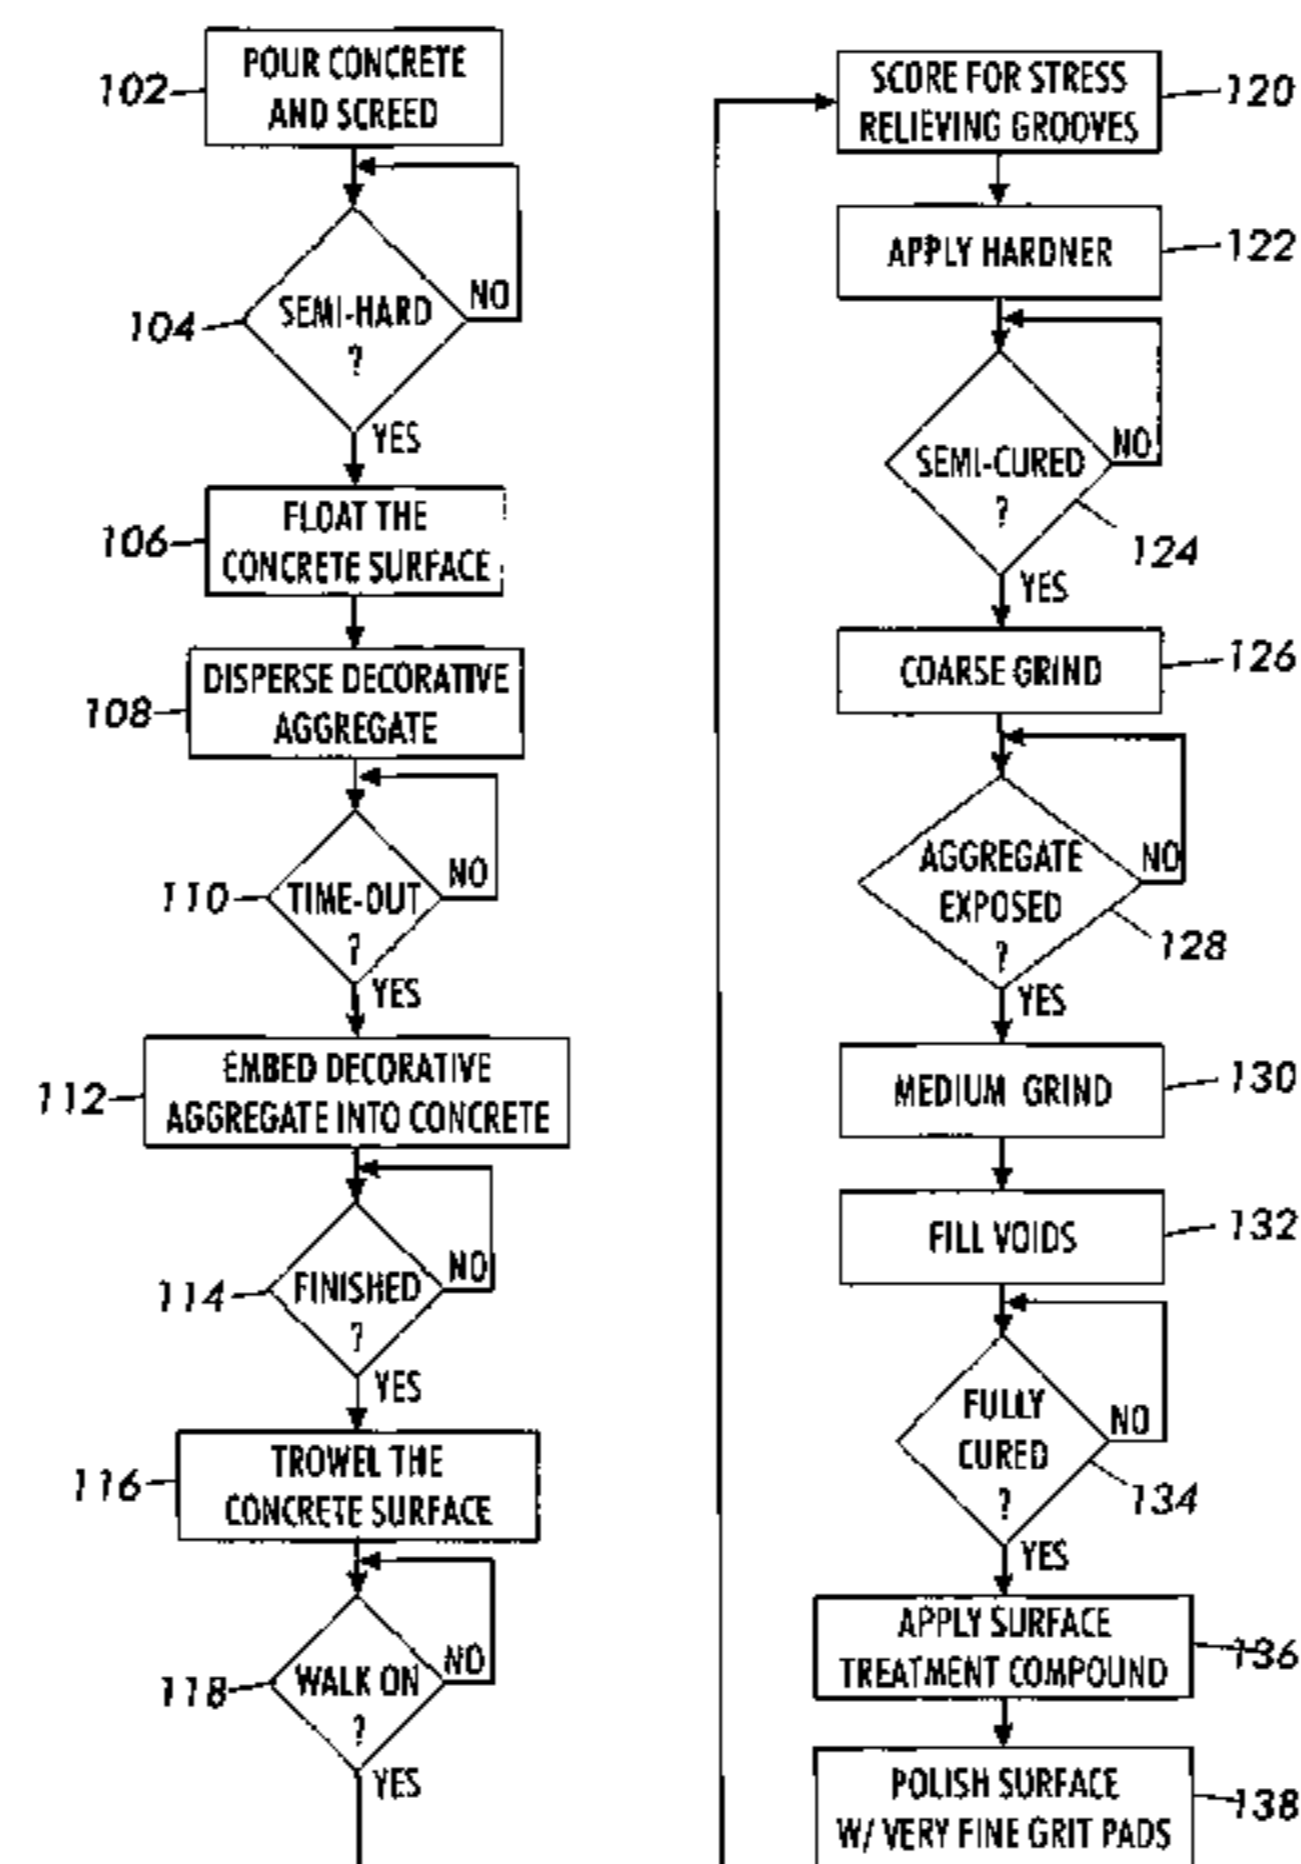 102
POUR CONCRETE
AND SCREED
104
SEMI-HARD
?
NO
YES
106
FLOAT THE
CONCRETE SURFACE
108
DISPERSE DECORATIVE
AGGREGATE
110
TIME-OUT
?
NO
YES
112
EMBED DECORATIVE
AGGREGATE INTO CONCRETE
114
FINISHED
?
NO
YES
116
TROWEL THE
CONCRETE SURFACE
118
WALK ON
?
NO
YES
SCORE FOR STRESS
RELIEVING GROOVES
120
APPLY HARDNER
122
SEMI-CURED
?
NO
124
YES
COARSE GRIND
126
AGGREGATE
EXPOSED
?
NO
128
YES
MEDIUM GRIND
130
FILL VOIDS
132
FULLY
CURED
?
NO
134
YES
APPLY SURFACE
TREATMENT COMPOUND
136
POLISH SURFACE
W/ VERY FINE GRIT PADS
138